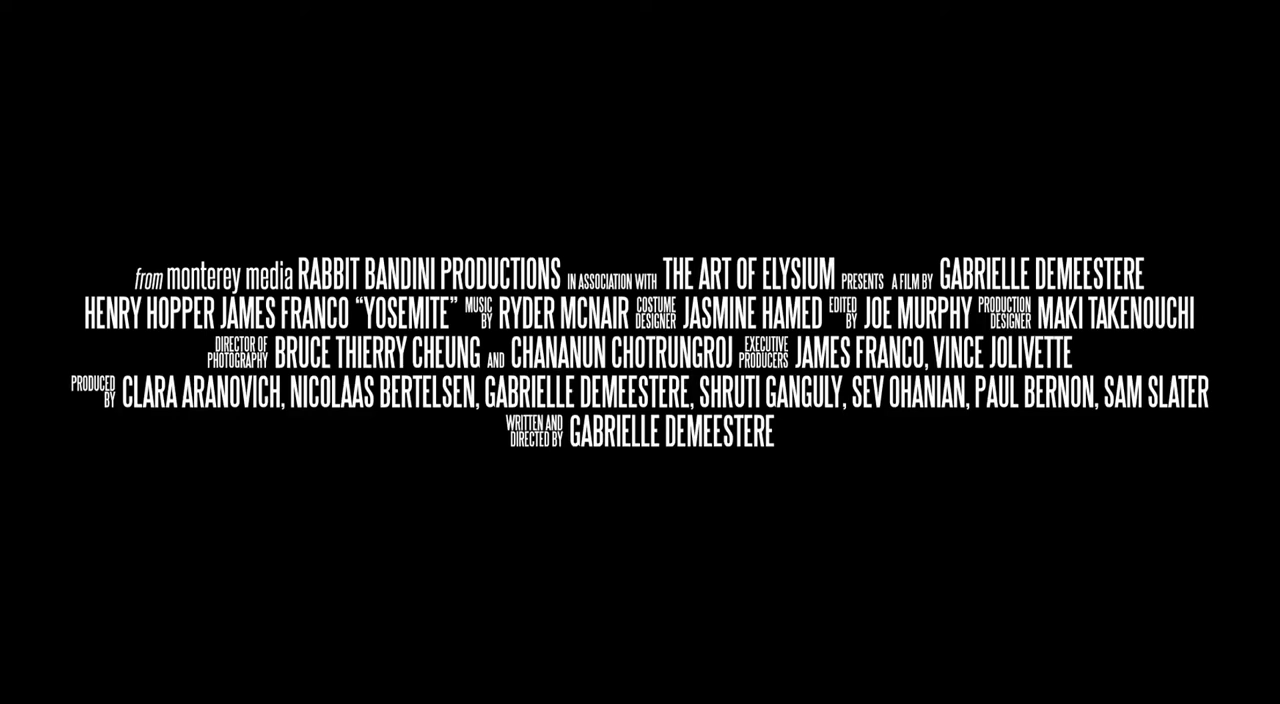 from monterey media RABBIT BANDINI PRODUCTIONS IN ASSOCIATION WITH THE ART OF ELYSIUM PRESENTS A FILM BY GABRIELLE DEMEESTERE
HENRY HOPPER JAMES FRANCO “YOSEMITE” MUSIC BY RYDER MCNAIR COSTUME DESIGNER JASMINE HAMED EDITED BY JOE MURPHY PRODUCTION DESIGNER MAKI TAKENOUCHI
DIRECTOR OF PHOTOGRAPHY BRUCE THIERRY CHEUNG AND CHANANUN CHOTRUNGROJ EXECUTIVE PRODUCERS JAMES FRANCO, VINCE JOLIVETTE
PRODUCED BY CLARA ARANOVICH, NICOLAAS BERTELSEN, GABRIELLE DEMEESTERE, SHRUTI GANGULY, SEV OHANIAN, PAUL BERNON, SAM SLATER
WRITTEN AND DIRECTED BY GABRIELLE DEMEESTERE